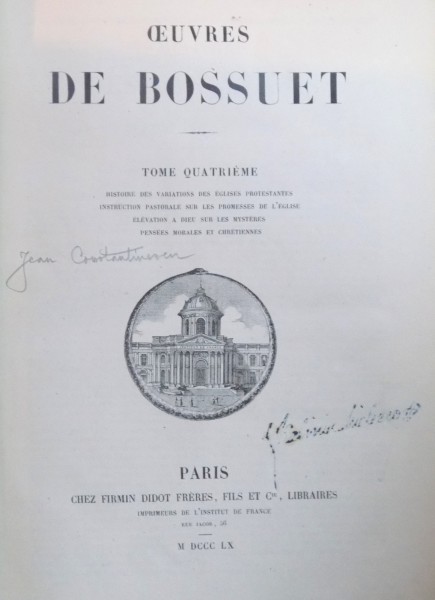 ŒUVRES
DE BOSSUET
TOME QUATRIÈME
HISTOIRE DES VARIATIONS DES ÉGLISES PROTESTANTES
INSTRUCTION PASTORALE SUR LES PROMESSES DE L'ÉGLISE
ÉLÉVATION A DIEU SUR LES MYSTÈRES
PENSÉES MORALES ET CHRÉTIENNES
Jean Constantinescu
PARIS
CHEZ FIRMIN DIDOT FRÈRES, FILS ET Cie, LIBRAIRES
IMPRIMEURS DE L'INSTITUT DE FRANCE
RUE JACOB, 56
M DCCC LX